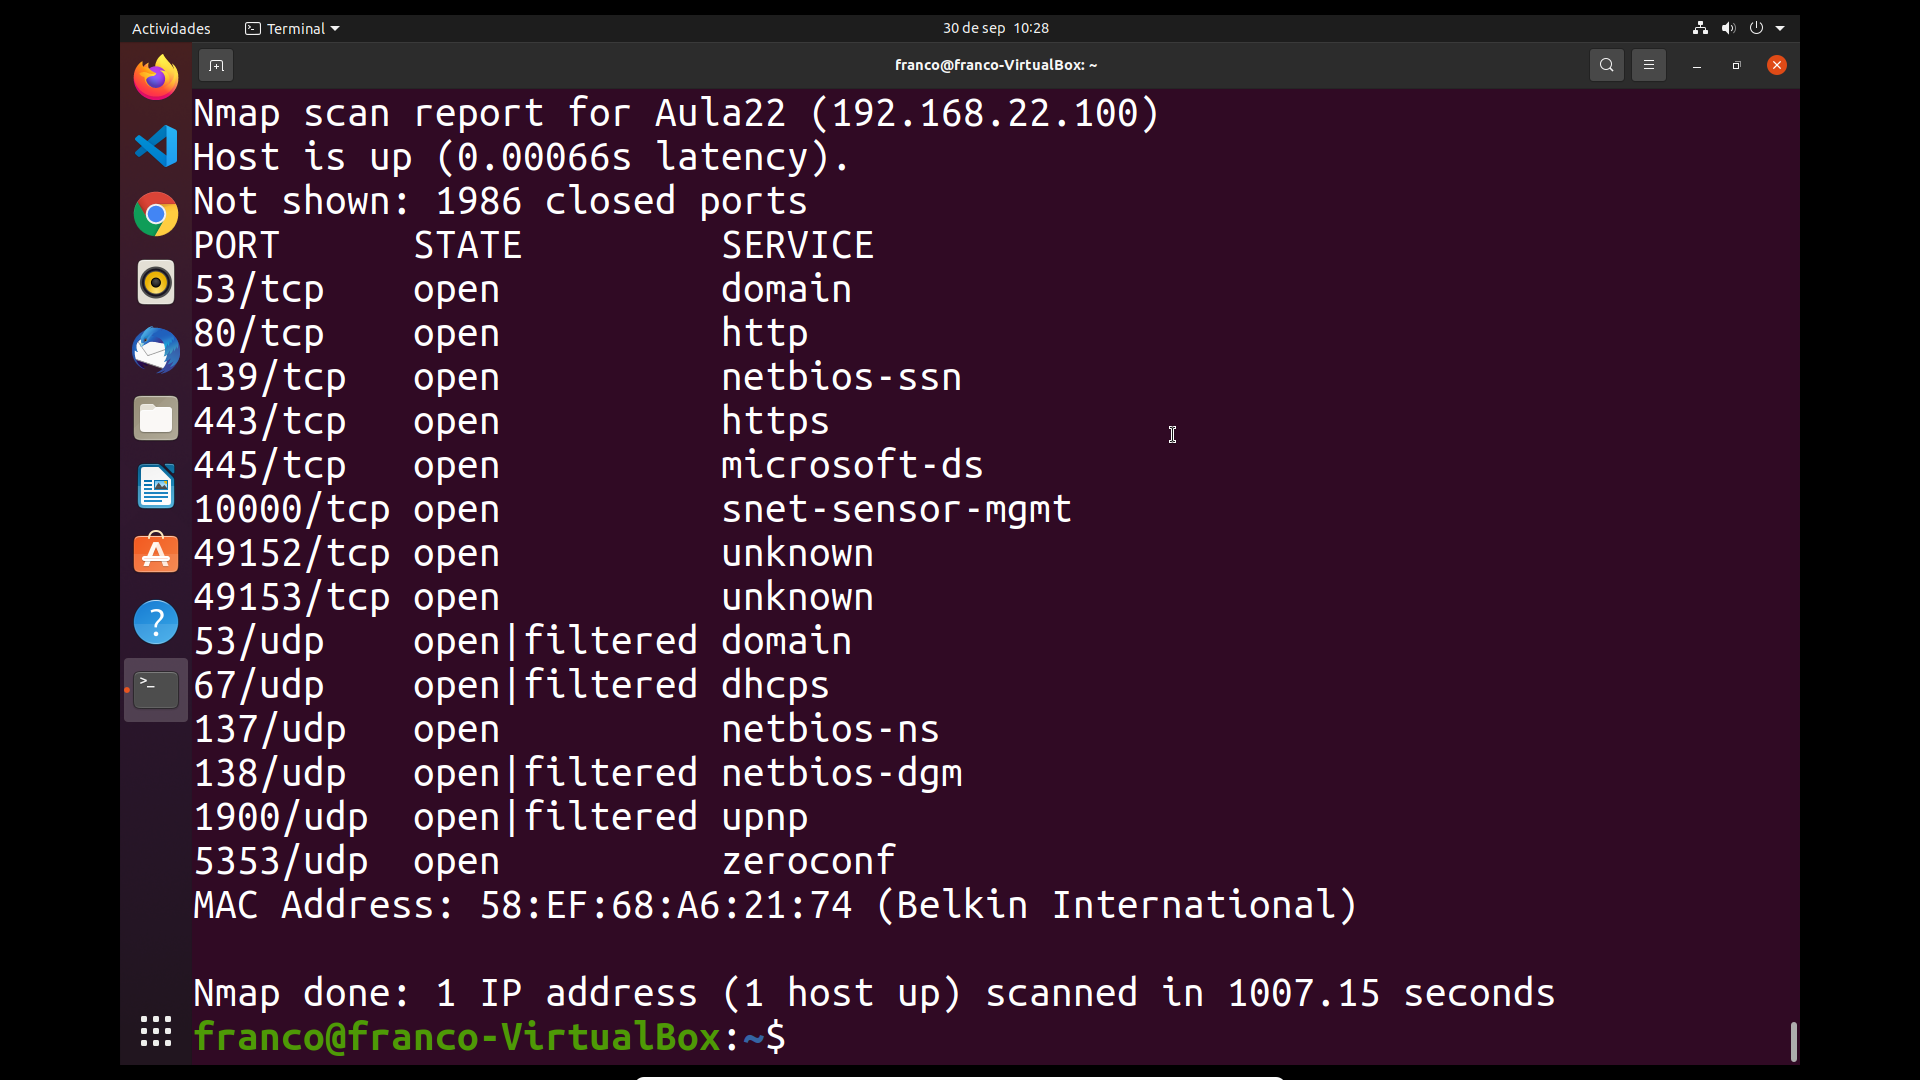 Actividades Terminal 30 de sep 10:28
franco@franco-VirtualBox: ~
Nmap scan report for Aula22 (192.168.22.100)
Host is up (0.00066s latency).
Not shown: 1986 closed ports
PORT STATE SERVICE
53/tcp open domain
80/tcp open http
139/tcp open netbios-ssn
443/tcp open https
445/tcp open microsoft-ds
10000/tcp open snet-sensor-mgmt
49152/tcp open unknown
49153/tcp open unknown
53/udp open|filtered domain
67/udp open|filtered dhcps
137/udp open netbios-ns
138/udp open|filtered netbios-dgm
1900/udp open|filtered upnp
5353/udp open zeroconf
MAC Address: 58:EF:68:A6:21:74 (Belkin International)
Nmap done: 1 IP address (1 host up) scanned in 1007.15 seconds
franco@franco-VirtualBox:~$